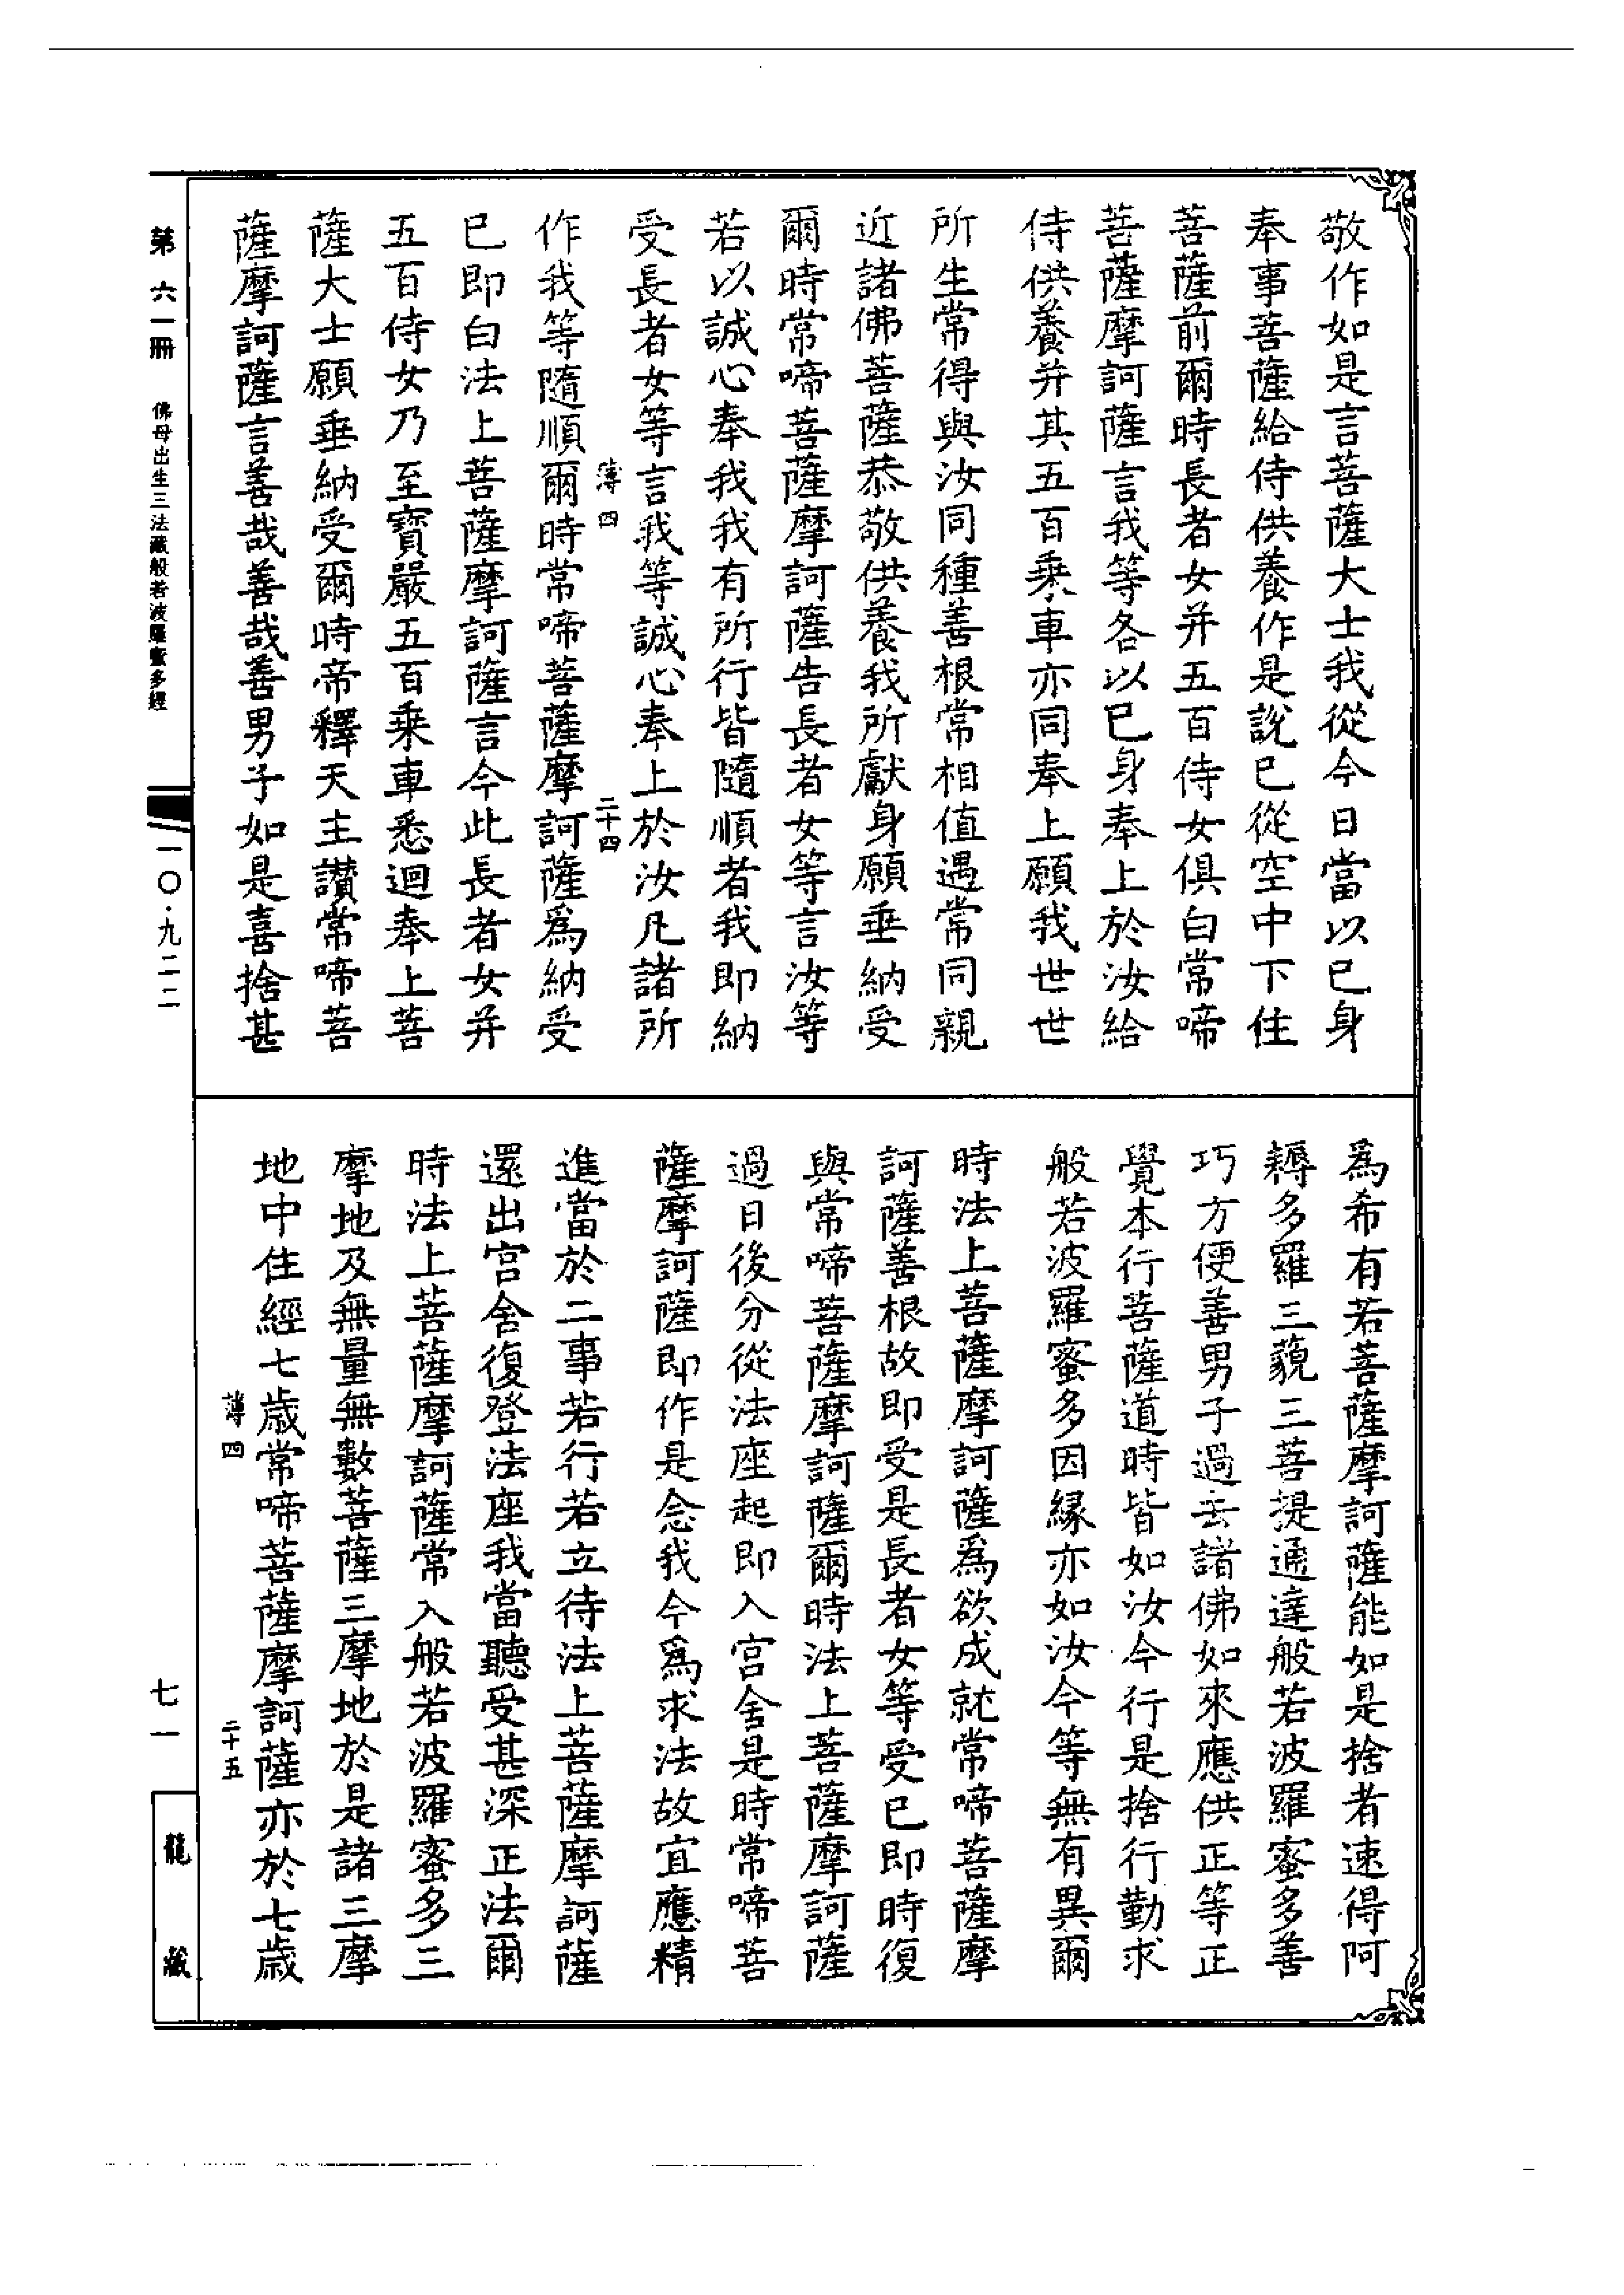 敬作如是言菩薩大士我從今日當以已身
奉事菩薩給侍供養作是說已從空中下住
菩薩前爾時長者女并五百侍女俱白常啼
菩薩摩訶薩言我等各以已身奉上於汝給
侍供養并其五百乘車亦同奉上願我世世
所生常得與汝同種善根常相值遇常同親
近諸佛菩薩恭敬供養我所獻身願垂納受
爾時常啼菩薩摩訶薩告長者女等言汝等
若以誠心奉我我有所行皆隨順者我即納
受長者女等言我等誠心奉上於汝凡諸所
薄四 二十四
作我等隨順爾時常啼菩薩摩訶薩爲納受
已即白法上菩薩摩訶薩言今此長者女并
五百侍女乃至寶嚴五百乘車悉迴奉上菩
薩大士願垂納受爾時帝釋天主讃常啼菩
薩摩訶薩言善哉善哉善男子如是喜捨甚
爲希有若菩薩摩訶薩能如是捨者速得阿
耨多羅三藐三菩提通達般若波羅蜜多善
巧方便善男子過去諸佛如來應供正等正
覺本行菩薩道時皆如汝今行是捨行勤求
般若波羅蜜多因緣亦如汝今等無有異爾
時法上菩薩摩訶薩爲欲成就常啼菩薩摩
訶薩善根故即受是長者女等受已即時復
與常啼菩薩摩訶薩爾時法上菩薩摩訶薩
過日後分從法座起即入宮舍是時常啼菩
薩摩訶薩即作是念我今爲求法故宜應精
進當於二事若行若立待法上菩薩摩訶薩
還出宮舍復登法座我當聽受甚深正法爾
時法上菩薩摩訶薩常入般若波羅蜜多三
摩地及無量無數菩薩三摩地於是諸三摩
地中住經七歲常啼菩薩摩訶薩亦於七歲
薄四 二十五
第六一冊 佛母出生三法藏般若波羅蜜多經
一〇·九二二
七一
龍藏